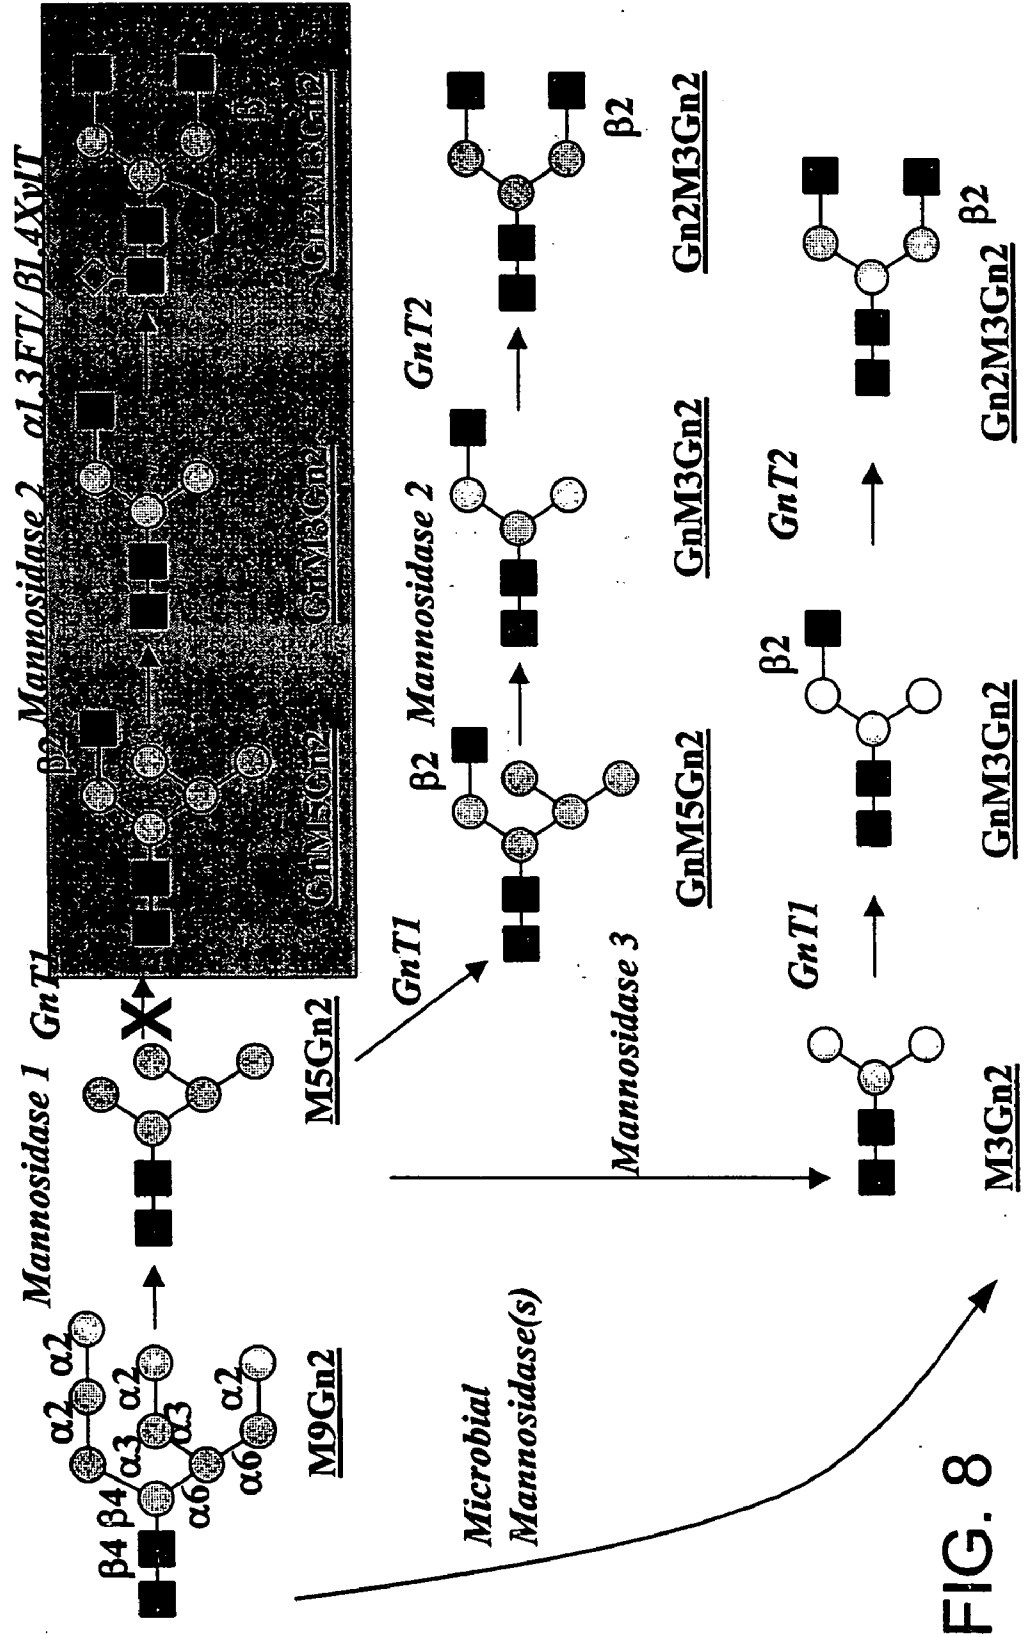 Mannosidase 1
GnT1
Mannosidase 2
α1.3FT/ β1.4XylT
α2
α2
α2
α3
α3
α2
β4
β4
α6
α6
β2
β2
M9Gn2
M5Gn2
GnM5Gn2
GnM3Gn2
Gn2M3Gn2
GnT1
β2
Mannosidase 2
GnT2
β2
GnM5Gn2
GnM3Gn2
Gn2M3Gn2
Microbial
Mannosidase(s)
Mannosidase 3
GnT1
β2
GnT2
β2
M3Gn2
GnM3Gn2
Gn2M3Gn2
FIG. 8